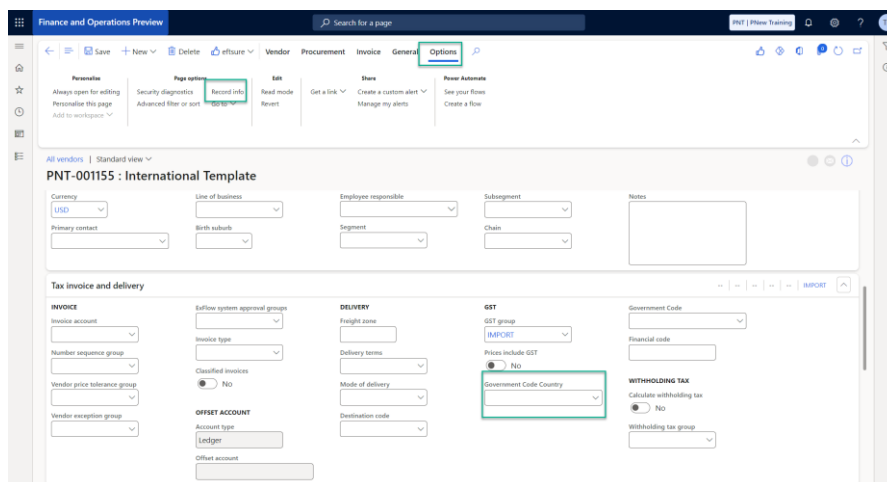 Finance and Operations Preview
Search for a page
PNT | PNew Training
?
Save
New
Delete
eftsure
Vendor
Procurement
Invoice
General
Options
Personalise
Page options
Edit
Share
Power Automate
Always open for editing
Security diagnostics
Record info
Read mode
Get a link
Create a custom alert
See your flows
Personalise this page
Advanced filter or sort
Go to
Revert
Manage my alerts
Create a flow
Add to workspace
All vendors | Standard view
PNT-001155 : International Template
Currency
Line of business
Employee responsible
Subsegment
Notes
USD
Primary contact
Birth suburb
Segment
Chain
Tax invoice and delivery
-- | -- | -- | -- | IMPORT
INVOICE
ExFlow system approval groups
DELIVERY
GST
Government Code
Invoice account
Freight zone
GST group
IMPORT
Invoice type
Financial code
Number sequence group
Delivery terms
Prices include GST
No
Classified invoices
No
Vendor price tolerance group
Mode of delivery
Government Code Country
WITHHOLDING TAX
Calculate withholding tax
No
OFFSET ACCOUNT
Vendor exception group
Account type
Destination code
Withholding tax group
Ledger
Offset account